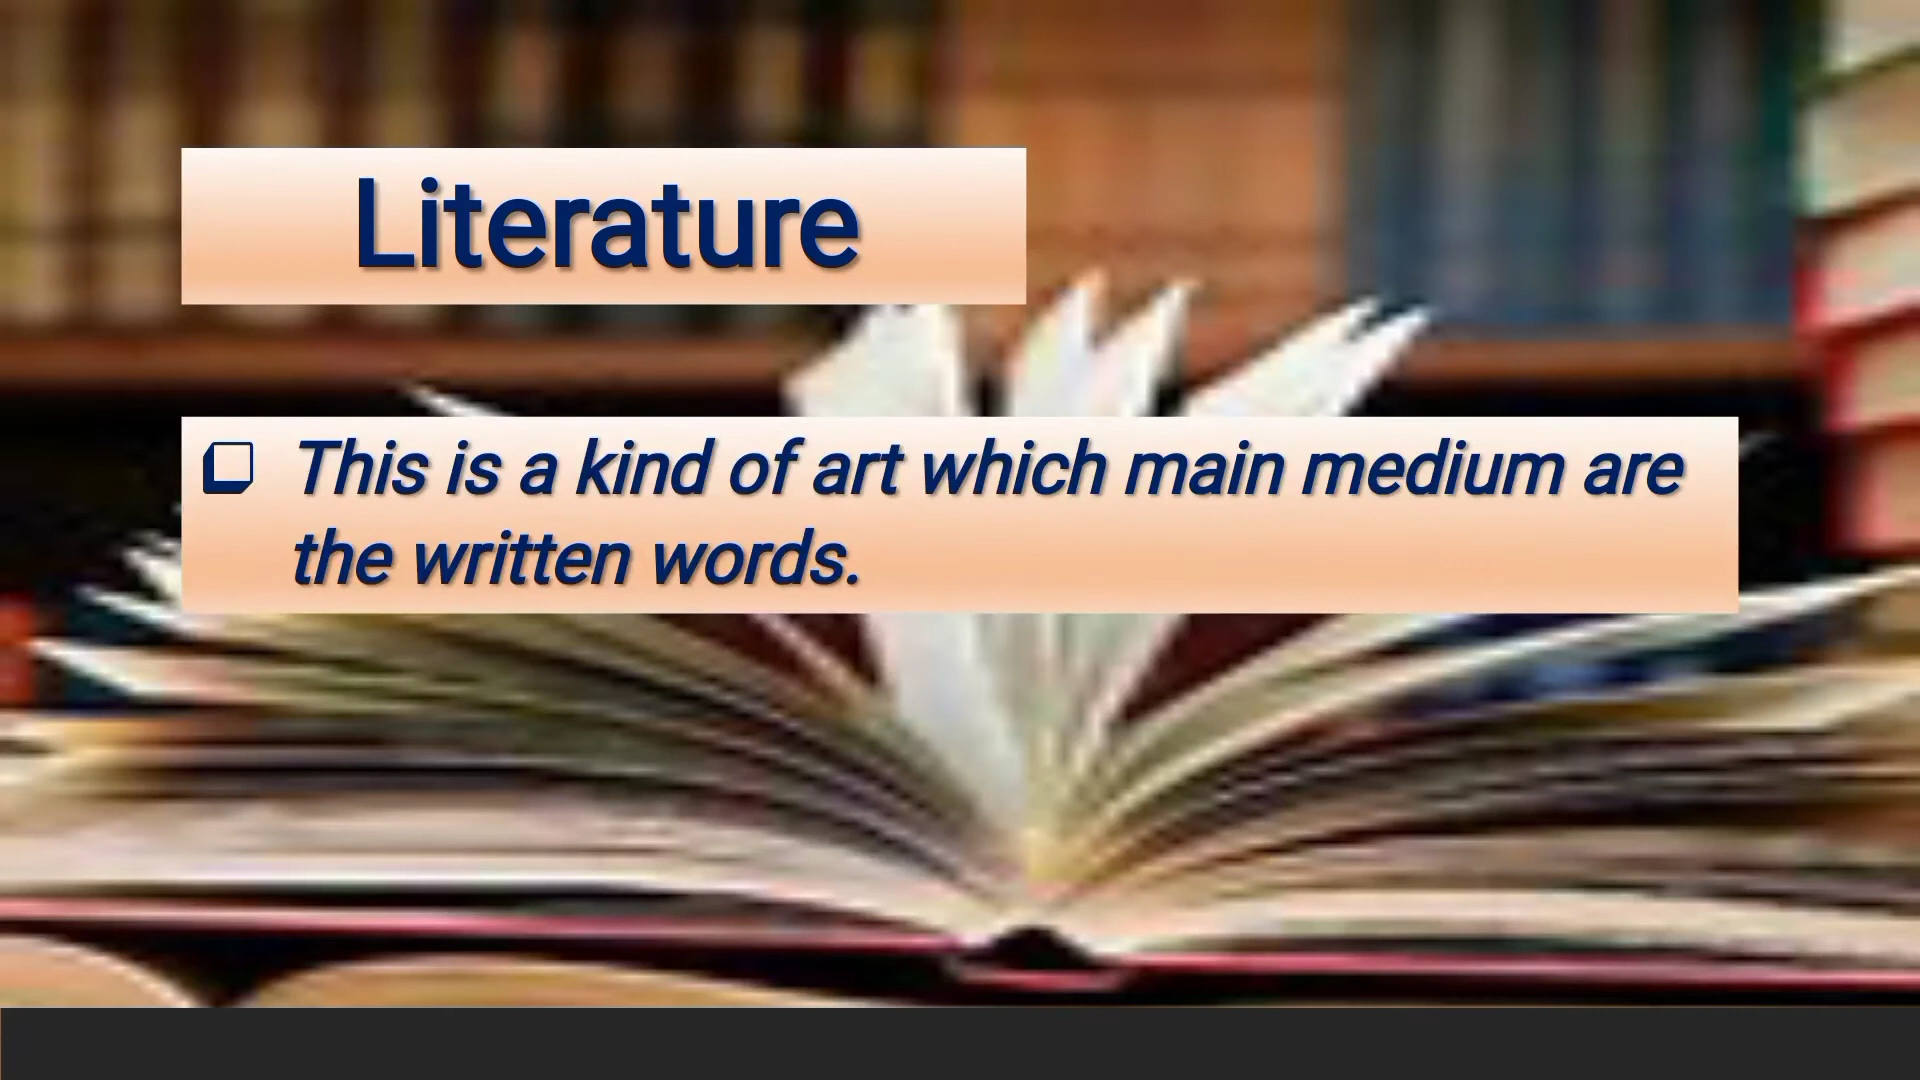 Literature
This is a kind of art which main medium are
the written words.